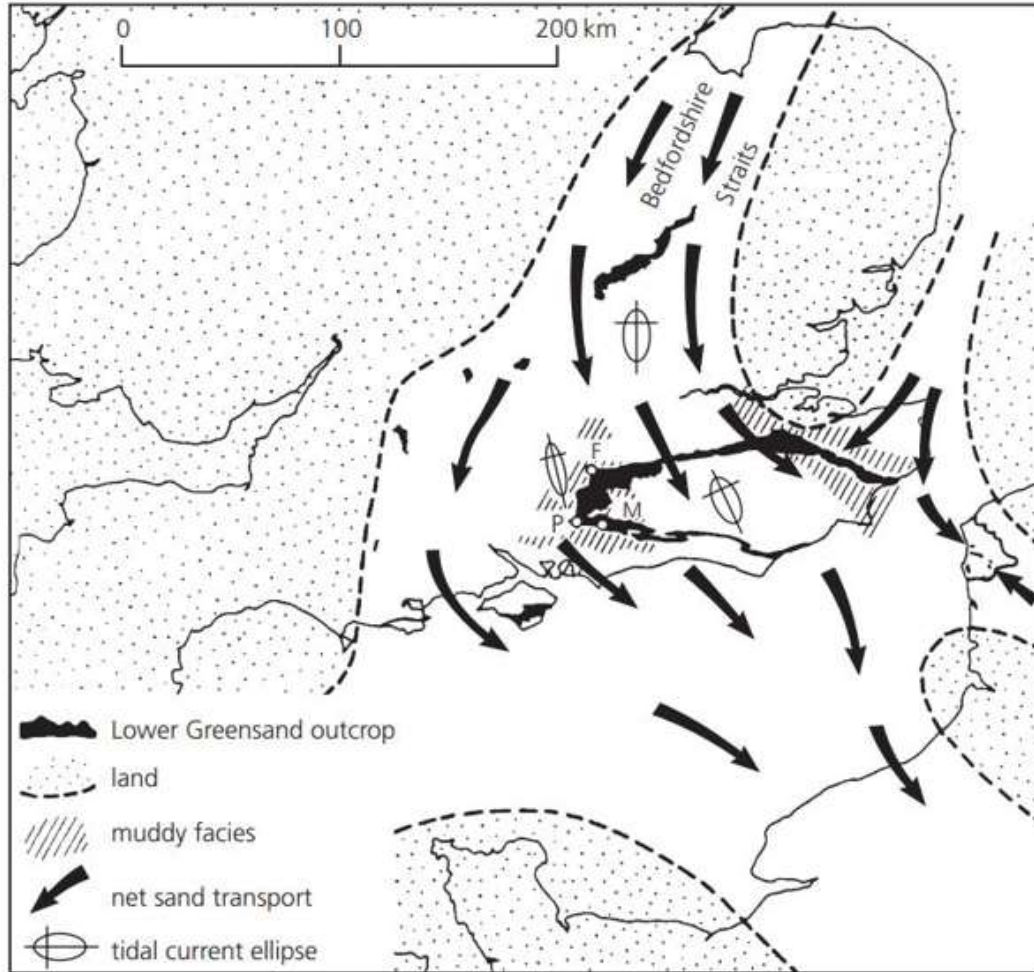 0 100 200 km
Bedfordshire
Straits
F
P
M
Lower Greensand outcrop
land
muddy facies
net sand transport
tidal current ellipse